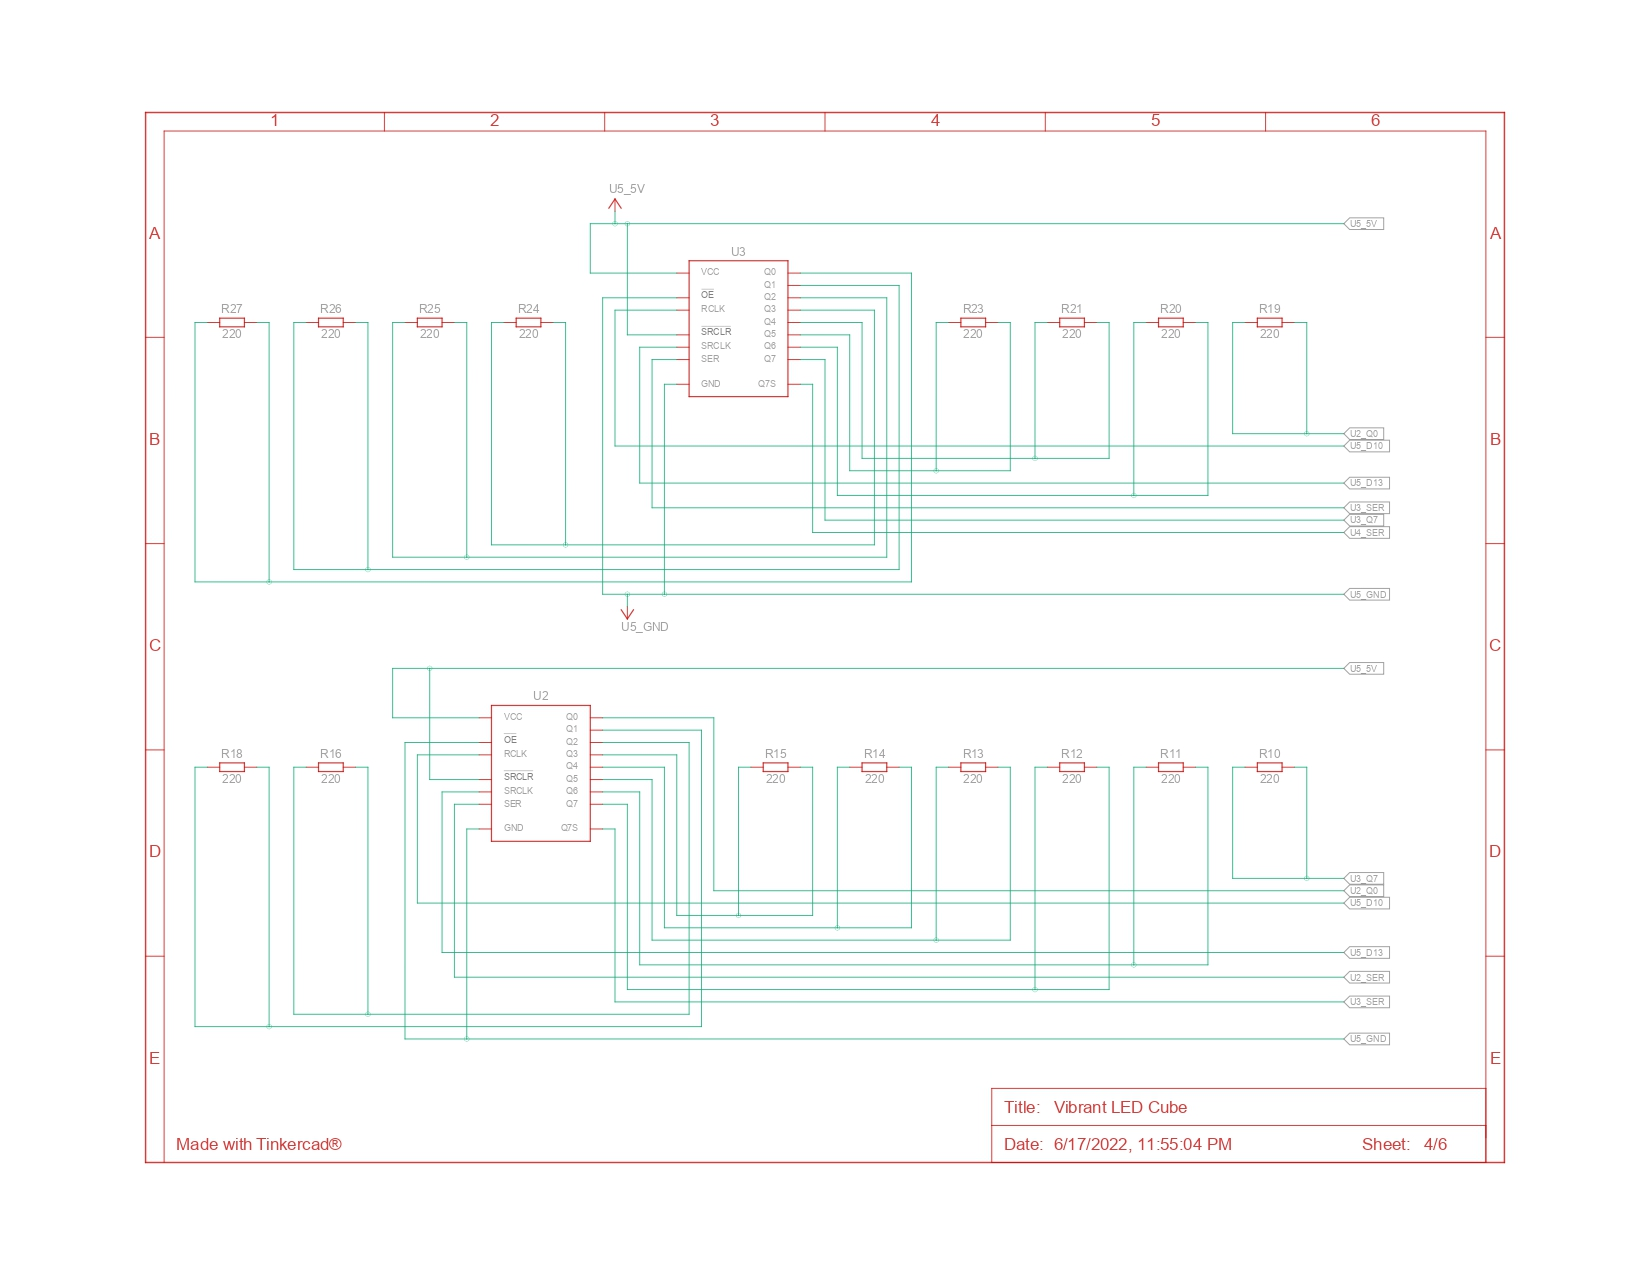 1 2 3 4 5 6
U5_5V
A U5_5V A
U3
VCC Q0
Q1
OE Q2
RCLK Q3
Q4
SRCLR Q5
SRCLK Q6
SER Q7
GND Q7S
R27 R26 R25 R24 R23 R21 R20 R19
220 220 220 220 220 220 220 220
U2_Q0
B U5_D10 B
U5_D13
U3_SER
U3_Q7
U4_SER
U5_GND
U5_GND
C C
U5_5V
U2
VCC Q0
Q1
OE Q2
RCLK Q3
Q4
SRCLR Q5
SRCLK Q6
SER Q7
GND Q7S
R18 R16 R15 R14 R13 R12 R11 R10
220 220 220 220 220 220 220 220
D D
U3_Q7
U2_Q0
U5_D10
U5_D13
U2_SER
U3_SER
U5_GND
E E
Title: Vibrant LED Cube
Made with Tinkercad® Date: 6/17/2022, 11:55:04 PM Sheet: 4/6